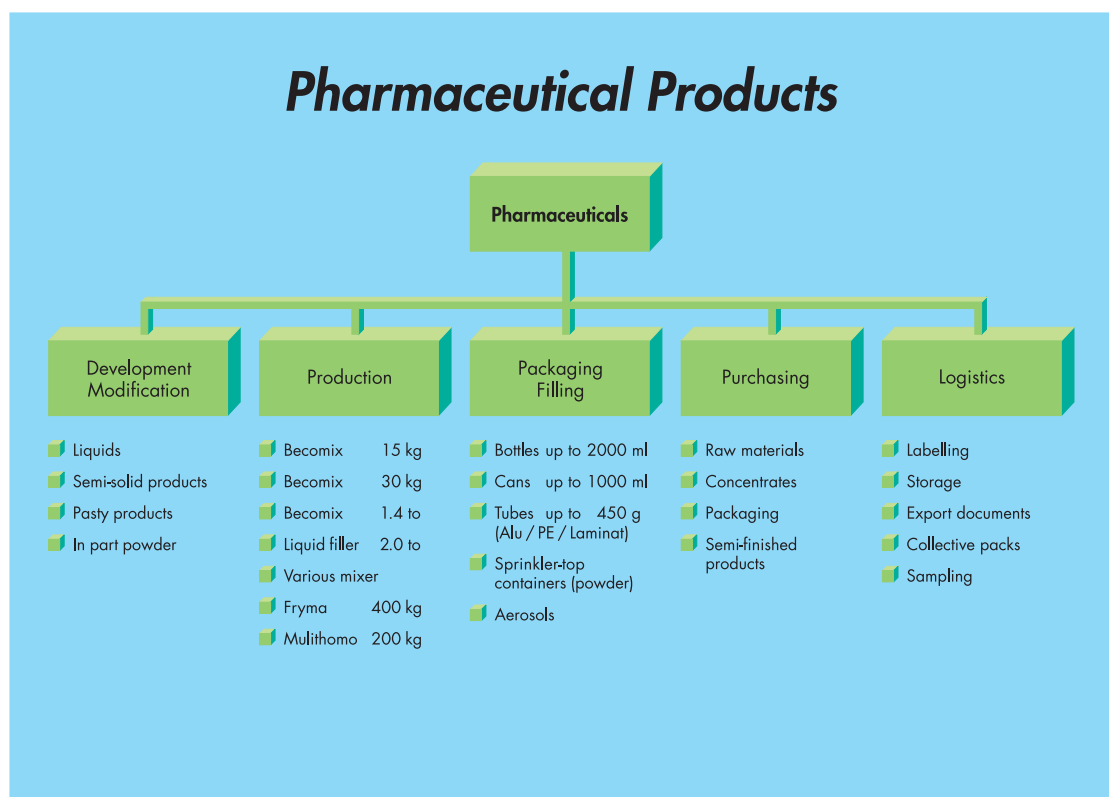 Pharmaceutical Products
Pharmaceuticals
Development
Modification
Liquids
Semi-solid products
Pasty products
In part powder
Production
Becomix 15 kg
Becomix 30 kg
Becomix 1.4 to
Liquid filler 2.0 to
Various mixer
Fryma 400 kg
Mulithomo 200 kg
Packaging
Filling
Bottles up to 2000 ml
Cans up to 1000 ml
Tubes up to 450 g
(Alu / PE / Laminat)
Sprinkler-top
containers (powder)
Aerosols
Purchasing
Raw materials
Concentrates
Packaging
Semi-finished
products
Logistics
Labelling
Storage
Export documents
Collective packs
Sampling